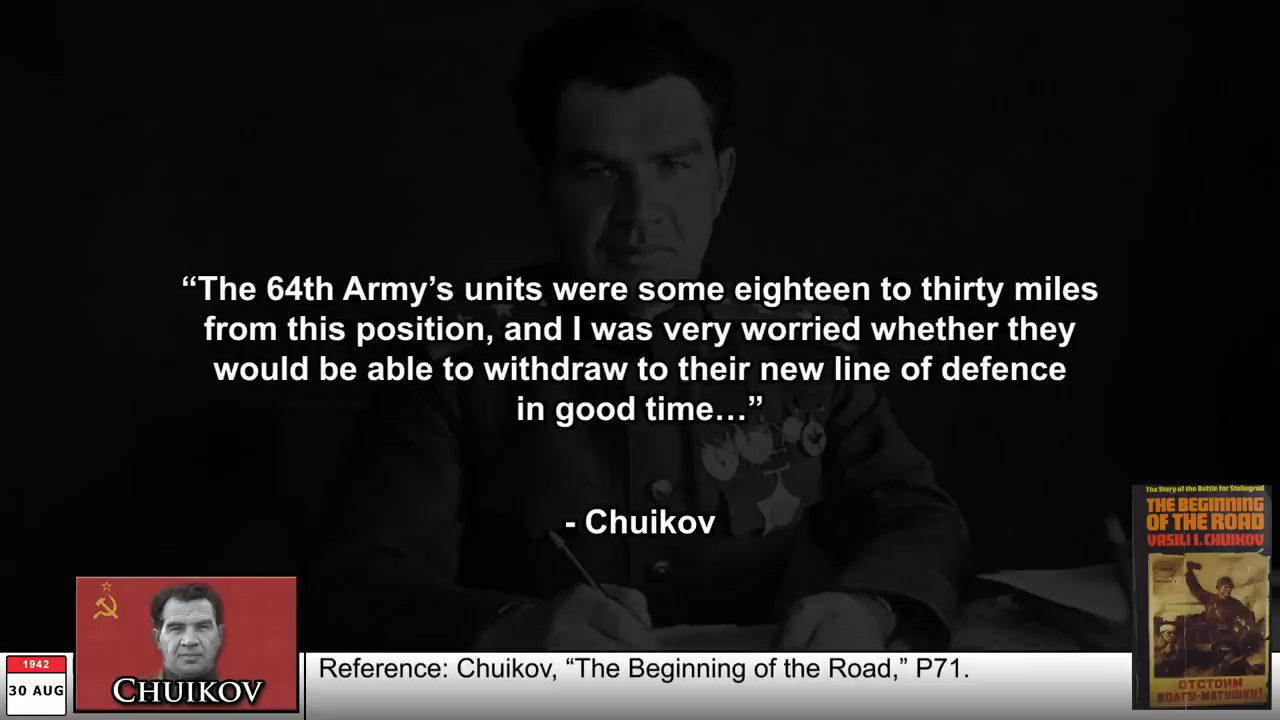 “The 64th Army’s units were some eighteen to thirty miles
from this position, and I was very worried whether they
would be able to withdraw to their new line of defence
in good time…”
- Chuikov
The Story of the Battle for Stalingrad
THE BEGINNING
OF THE ROAD
VASILI I. CHUIKOV
ОТСТОИМ
ВОЛГУ-МАТУШКУ!
CHUIKOV
1942
30 AUG
Reference: Chuikov, “The Beginning of the Road,” P71.